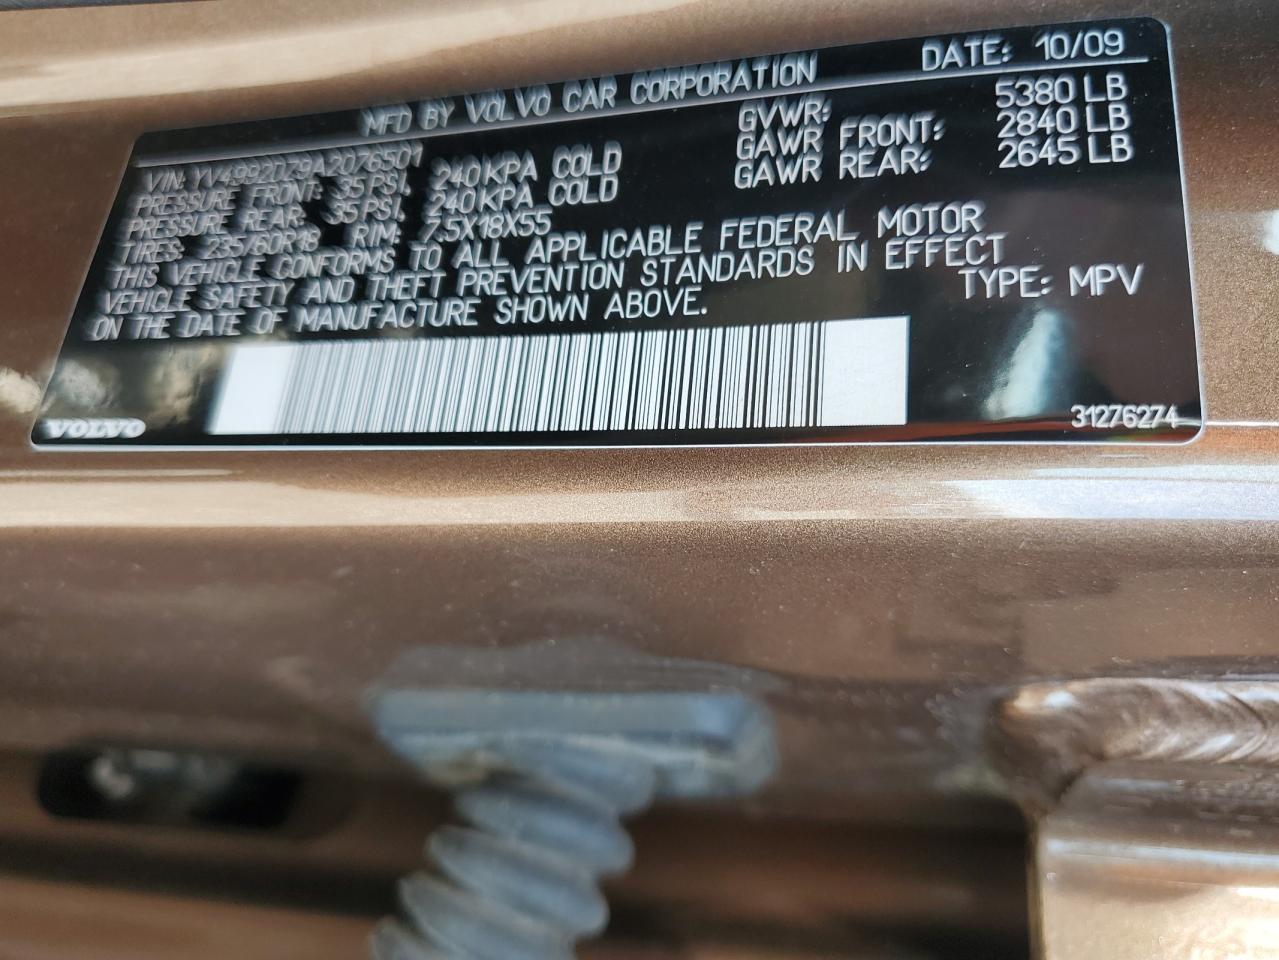 MFD BY VOLVO CAR CORPORATION DATE: 10/09
VIN: GVWR: 5380 LB
PRESSURE FRONT: 35 PSI, 240 KPA COLD GAWR FRONT: 2840 LB
PRESSURE REAR: 35 PSI, 240 KPA COLD GAWR REAR: 2645 LB
TIRES: 235/60R18 RIM: 7,5X18X55
THIS VEHICLE CONFORMS TO ALL APPLICABLE FEDERAL MOTOR
VEHICLE SAFETY AND THEFT PREVENTION STANDARDS IN EFFECT
ON THE DATE OF MANUFACTURE SHOWN ABOVE. TYPE: MPV
VOLVO
31276274